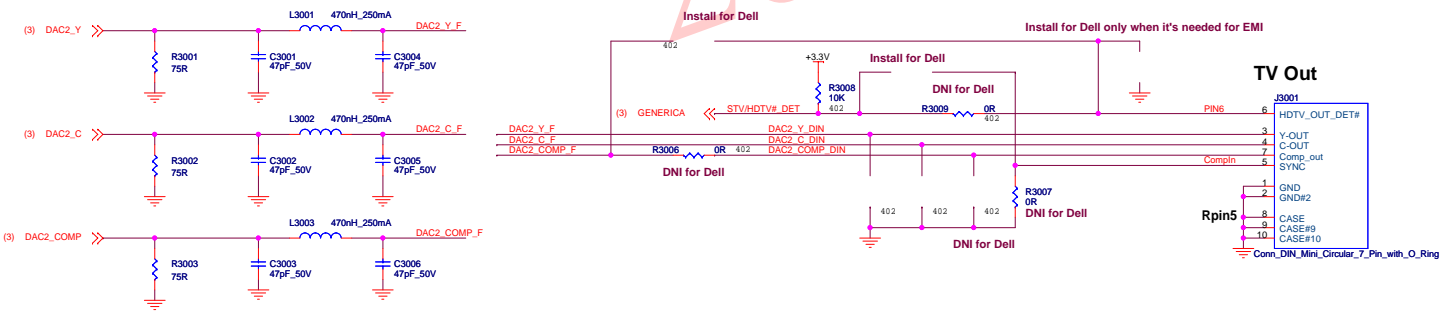 (3) DAC2_Y
L3001 470nH_250mA
DAC2_Y_F
R3001
75R
C3001
47pF_50V
C3004
47pF_50V
(3) DAC2_C
L3002 470nH_250mA
DAC2_C_F
R3002
75R
C3002
47pF_50V
C3005
47pF_50V
(3) DAC2_COMP
L3003 470nH_250mA
DAC2_COMP_F
R3003
75R
C3003
47pF_50V
C3006
47pF_50V
Install for Dell
402
Install for Dell only when it's needed for EMI
+3.3V
R3008
10K
402
Install for Dell
DNI for Dell
(3) GENERICA
STV/HDTV#_DET
R3009 0R
402
PIN6
DAC2_Y_F
DAC2_Y_DIN
DAC2_C_F
DAC2_C_DIN
DAC2_COMP_F
R3006 0R 402
DAC2_COMP_DIN
DNI for Dell
CompIn
402
402
402
R3007
0R
DNI for Dell
DNI for Dell
TV Out
J3001
6 HDTV_OUT_DET#
3 Y-OUT
4 C-OUT
7 Comp_out
5 SYNC
1 GND
2 GND#2
Rpin5
8 CASE
9 CASE#9
10 CASE#10
Conn_DIN_Mini_Circular_7_Pin_with_O_Ring